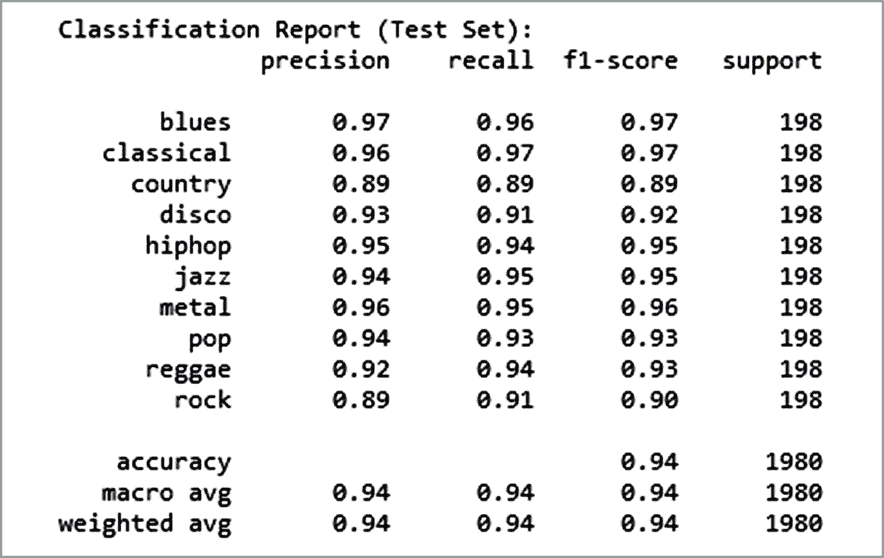 Classification Report (Test Set):
precision recall f1-score support
blues 0.97 0.96 0.97 198
classical 0.96 0.97 0.97 198
country 0.89 0.89 0.89 198
disco 0.93 0.91 0.92 198
hiphop 0.95 0.94 0.95 198
jazz 0.94 0.95 0.95 198
metal 0.96 0.95 0.96 198
pop 0.94 0.93 0.93 198
reggae 0.92 0.94 0.93 198
rock 0.89 0.91 0.90 198
accuracy 0.94 1980
macro avg 0.94 0.94 0.94 1980
weighted avg 0.94 0.94 0.94 1980